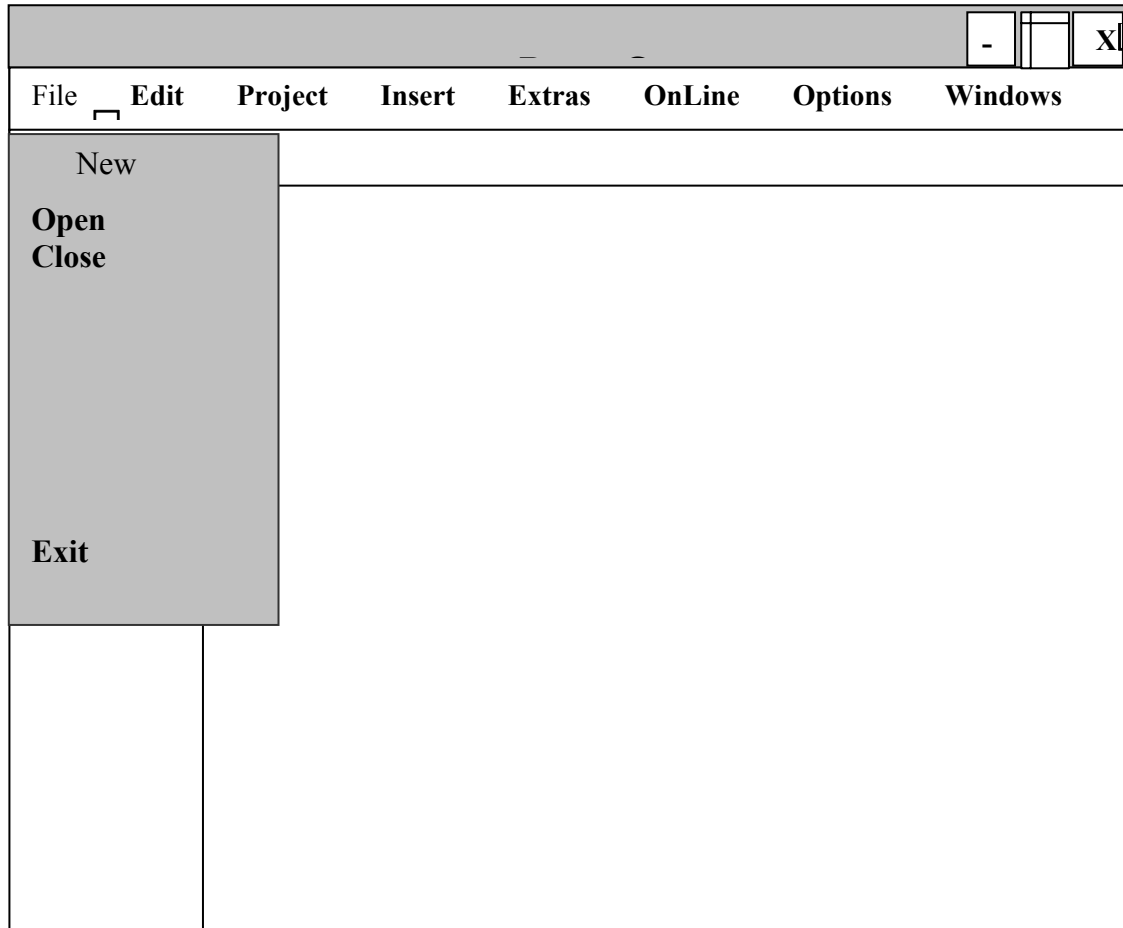 - X
File Edit Project Insert Extras OnLine Options Windows
New
Open
Close
Exit